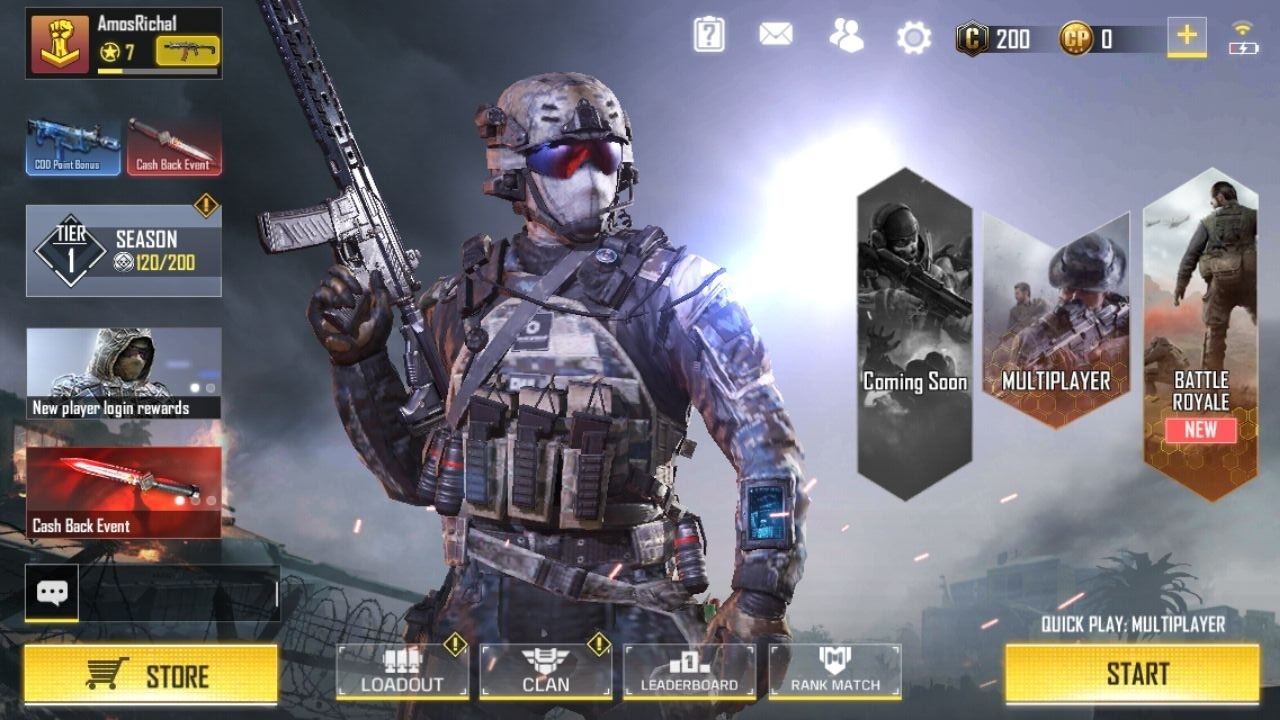 AmosRichal
7
? 
C 200
CP 0
+
COD Point Bonus
Cash Back Event
TIER
1
SEASON
120/200
New player login rewards
Cash Back Event
Coming Soon
MULTIPLAYER
BATTLE
ROYALE
NEW
QUICK PLAY: MULTIPLAYER
STORE
LOADOUT
CLAN
1
LEADERBOARD
RANK MATCH
START